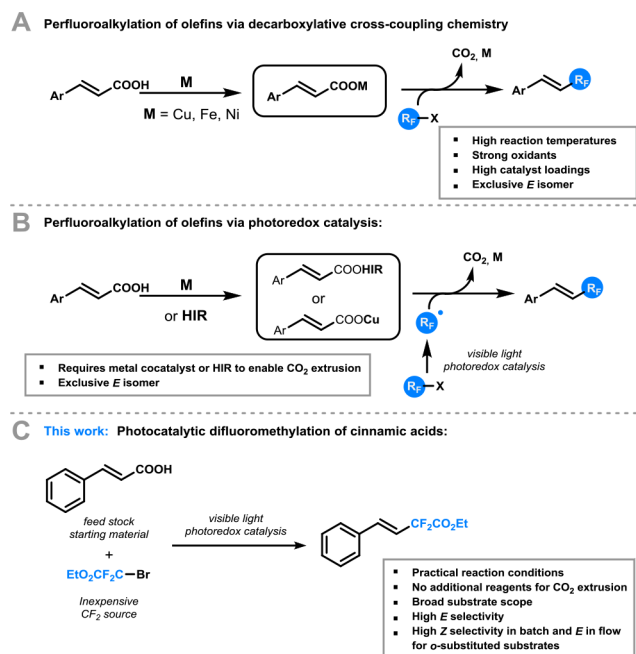 A Perfluoroalkylation of olefins via decarboxylative cross-coupling chemistry
Ar COOH
M
M = Cu, Fe, Ni
Ar COOM
CO2, M
RF–X
Ar RF
▪ High reaction temperatures
▪ Strong oxidants
▪ High catalyst loadings
▪ Exclusive E isomer
B Perfluoroalkylation of olefins via photoredox catalysis:
Ar COOH
M
or HIR
Ar COOHIR
or
Ar COOCu
CO2, M
RF•
Ar RF
visible light
photoredox catalysis
RF–X
▪ Requires metal cocatalyst or HIR to enable CO2 extrusion
▪ Exclusive E isomer
C This work: Photocatalytic difluoromethylation of cinnamic acids:
COOH
feed stock
starting material
+
EtO2CF2C–Br
Inexpensive
CF2 source
visible light
photoredox catalysis
CF2CO2Et
▪ Practical reaction conditions
▪ No additional reagents for CO2 extrusion
▪ Broad substrate scope
▪ High E selectivity
▪ High Z selectivity in batch and E in flow
for o-substituted substrates